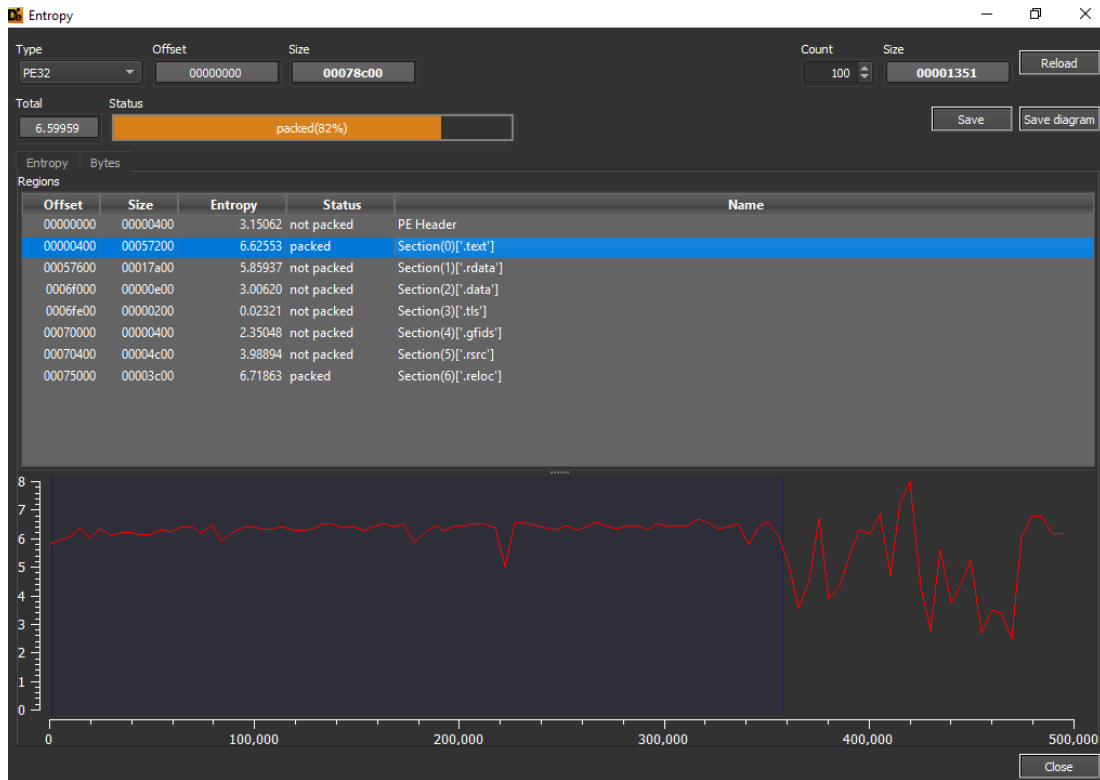 De Entropy
Type Offset Size Count Size
PE32 00000000 00078c00 100 00001351 Reload
Total Status
6.59959 packed(82%) Save Save diagram
Entropy Bytes
Regions
Offset Size Entropy Status Name
00000000 00000400 3.15062 not packed PE Header
00000400 00057200 6.62553 packed Section(0)['.text']
00057600 00017a00 5.85937 not packed Section(1)['.rdata']
0006f000 00000e00 3.00620 not packed Section(2)['.data']
0006fe00 00000200 0.02321 not packed Section(3)['.tls']
00070000 00000400 2.35048 not packed Section(4)['.gfids']
00070400 00004c00 3.98894 not packed Section(5)['.rsrc']
00075000 00003c00 6.71863 packed Section(6)['.reloc']
8
7
6
5
4
3
2
1
0
0 100,000 200,000 300,000 400,000 500,000
Close